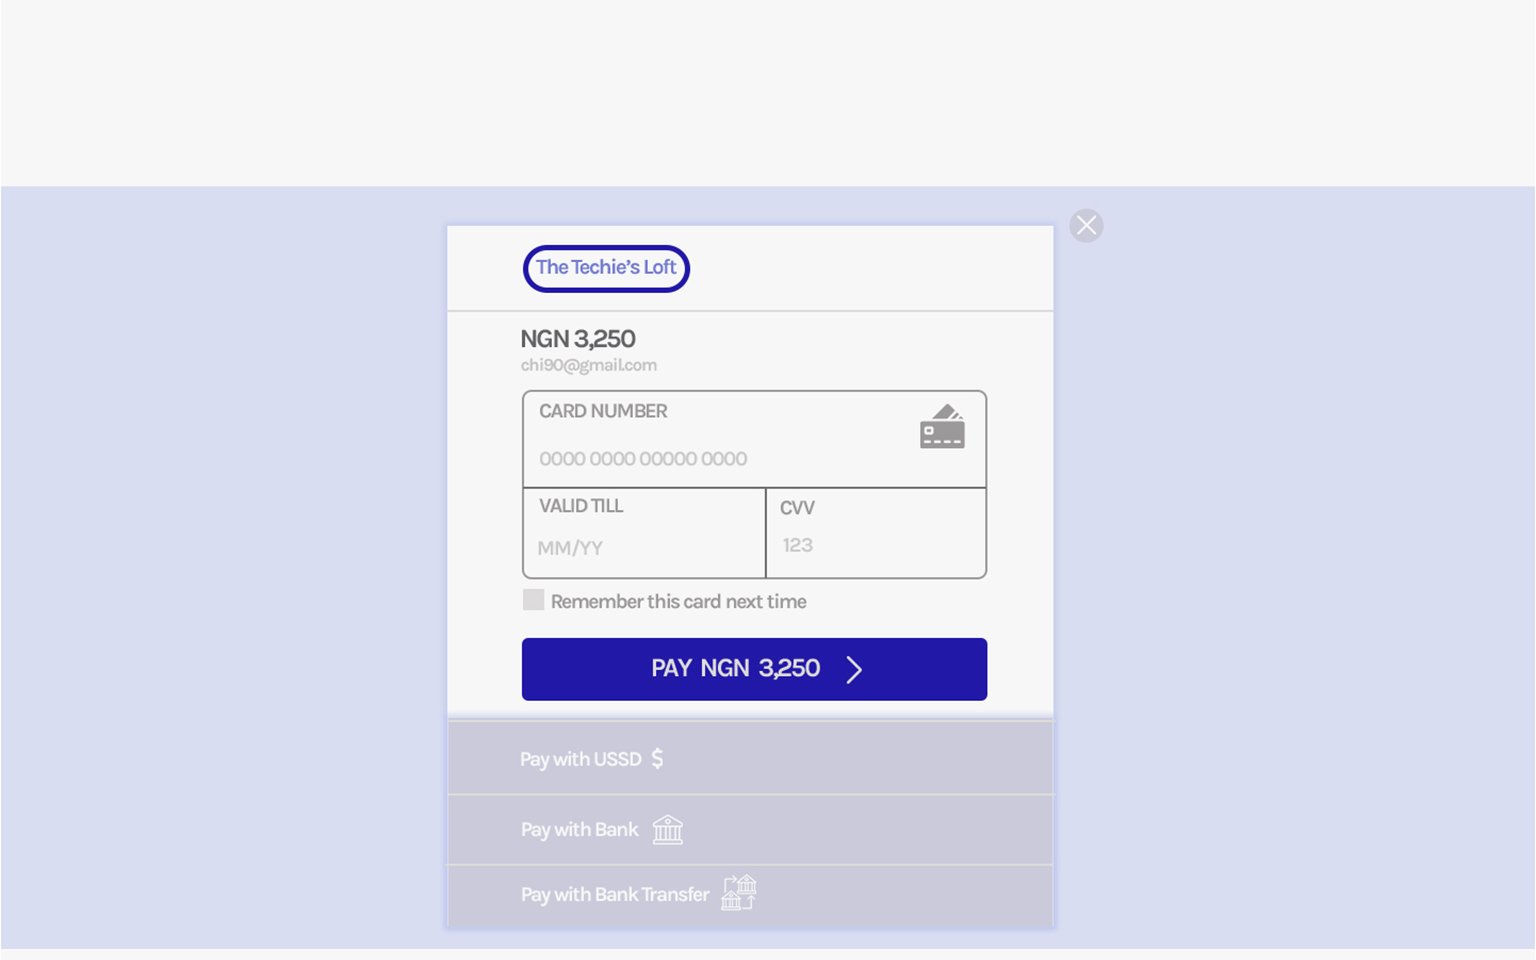 The Techie’s Loft
NGN 3,250
chi90@gmail.com
CARD NUMBER
0000 0000 00000 0000
VALID TILL
CVV
MM/YY
123
Remember this card next time
PAY NGN 3,250
Pay with USSD $
Pay with Bank
Pay with Bank Transfer